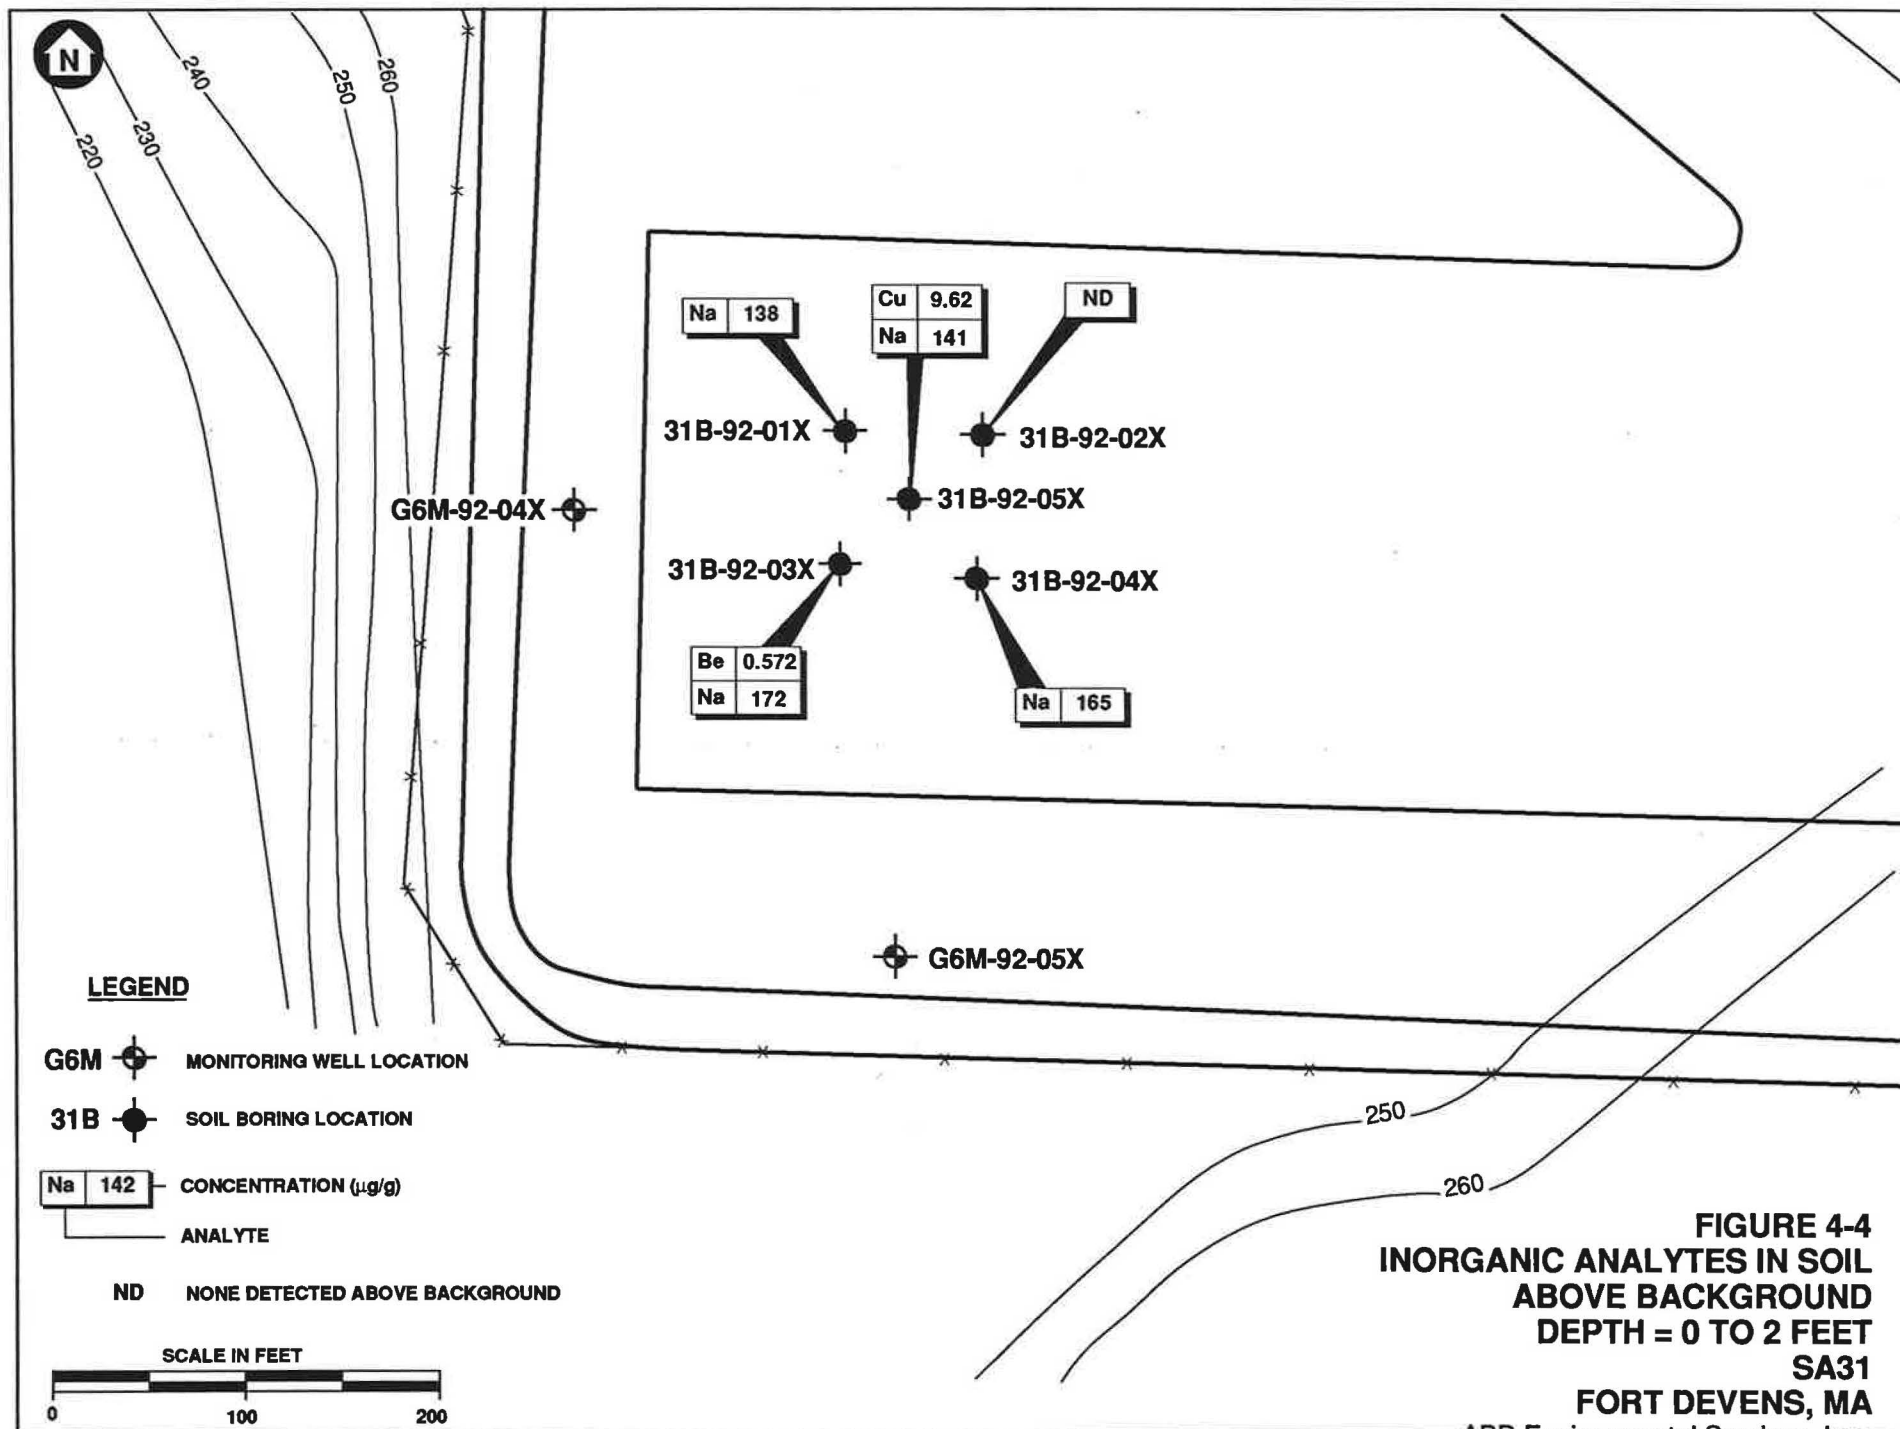 N
240
250
260
230
220
Na 138
Cu 9.62
Na 141
ND
31B-92-01X
31B-92-02X
31B-92-05X
G6M-92-04X
31B-92-03X
31B-92-04X
Be 0.572
Na 172
Na 165
G6M-92-05X
LEGEND
G6M MONITORING WELL LOCATION
31B SOIL BORING LOCATION
Na 142 CONCENTRATION (µg/g)
ANALYTE
ND NONE DETECTED ABOVE BACKGROUND
SCALE IN FEET
0 100 200
250
260
FIGURE 4-4
INORGANIC ANALYTES IN SOIL
ABOVE BACKGROUND
DEPTH = 0 TO 2 FEET
SA31
FORT DEVENS, MA